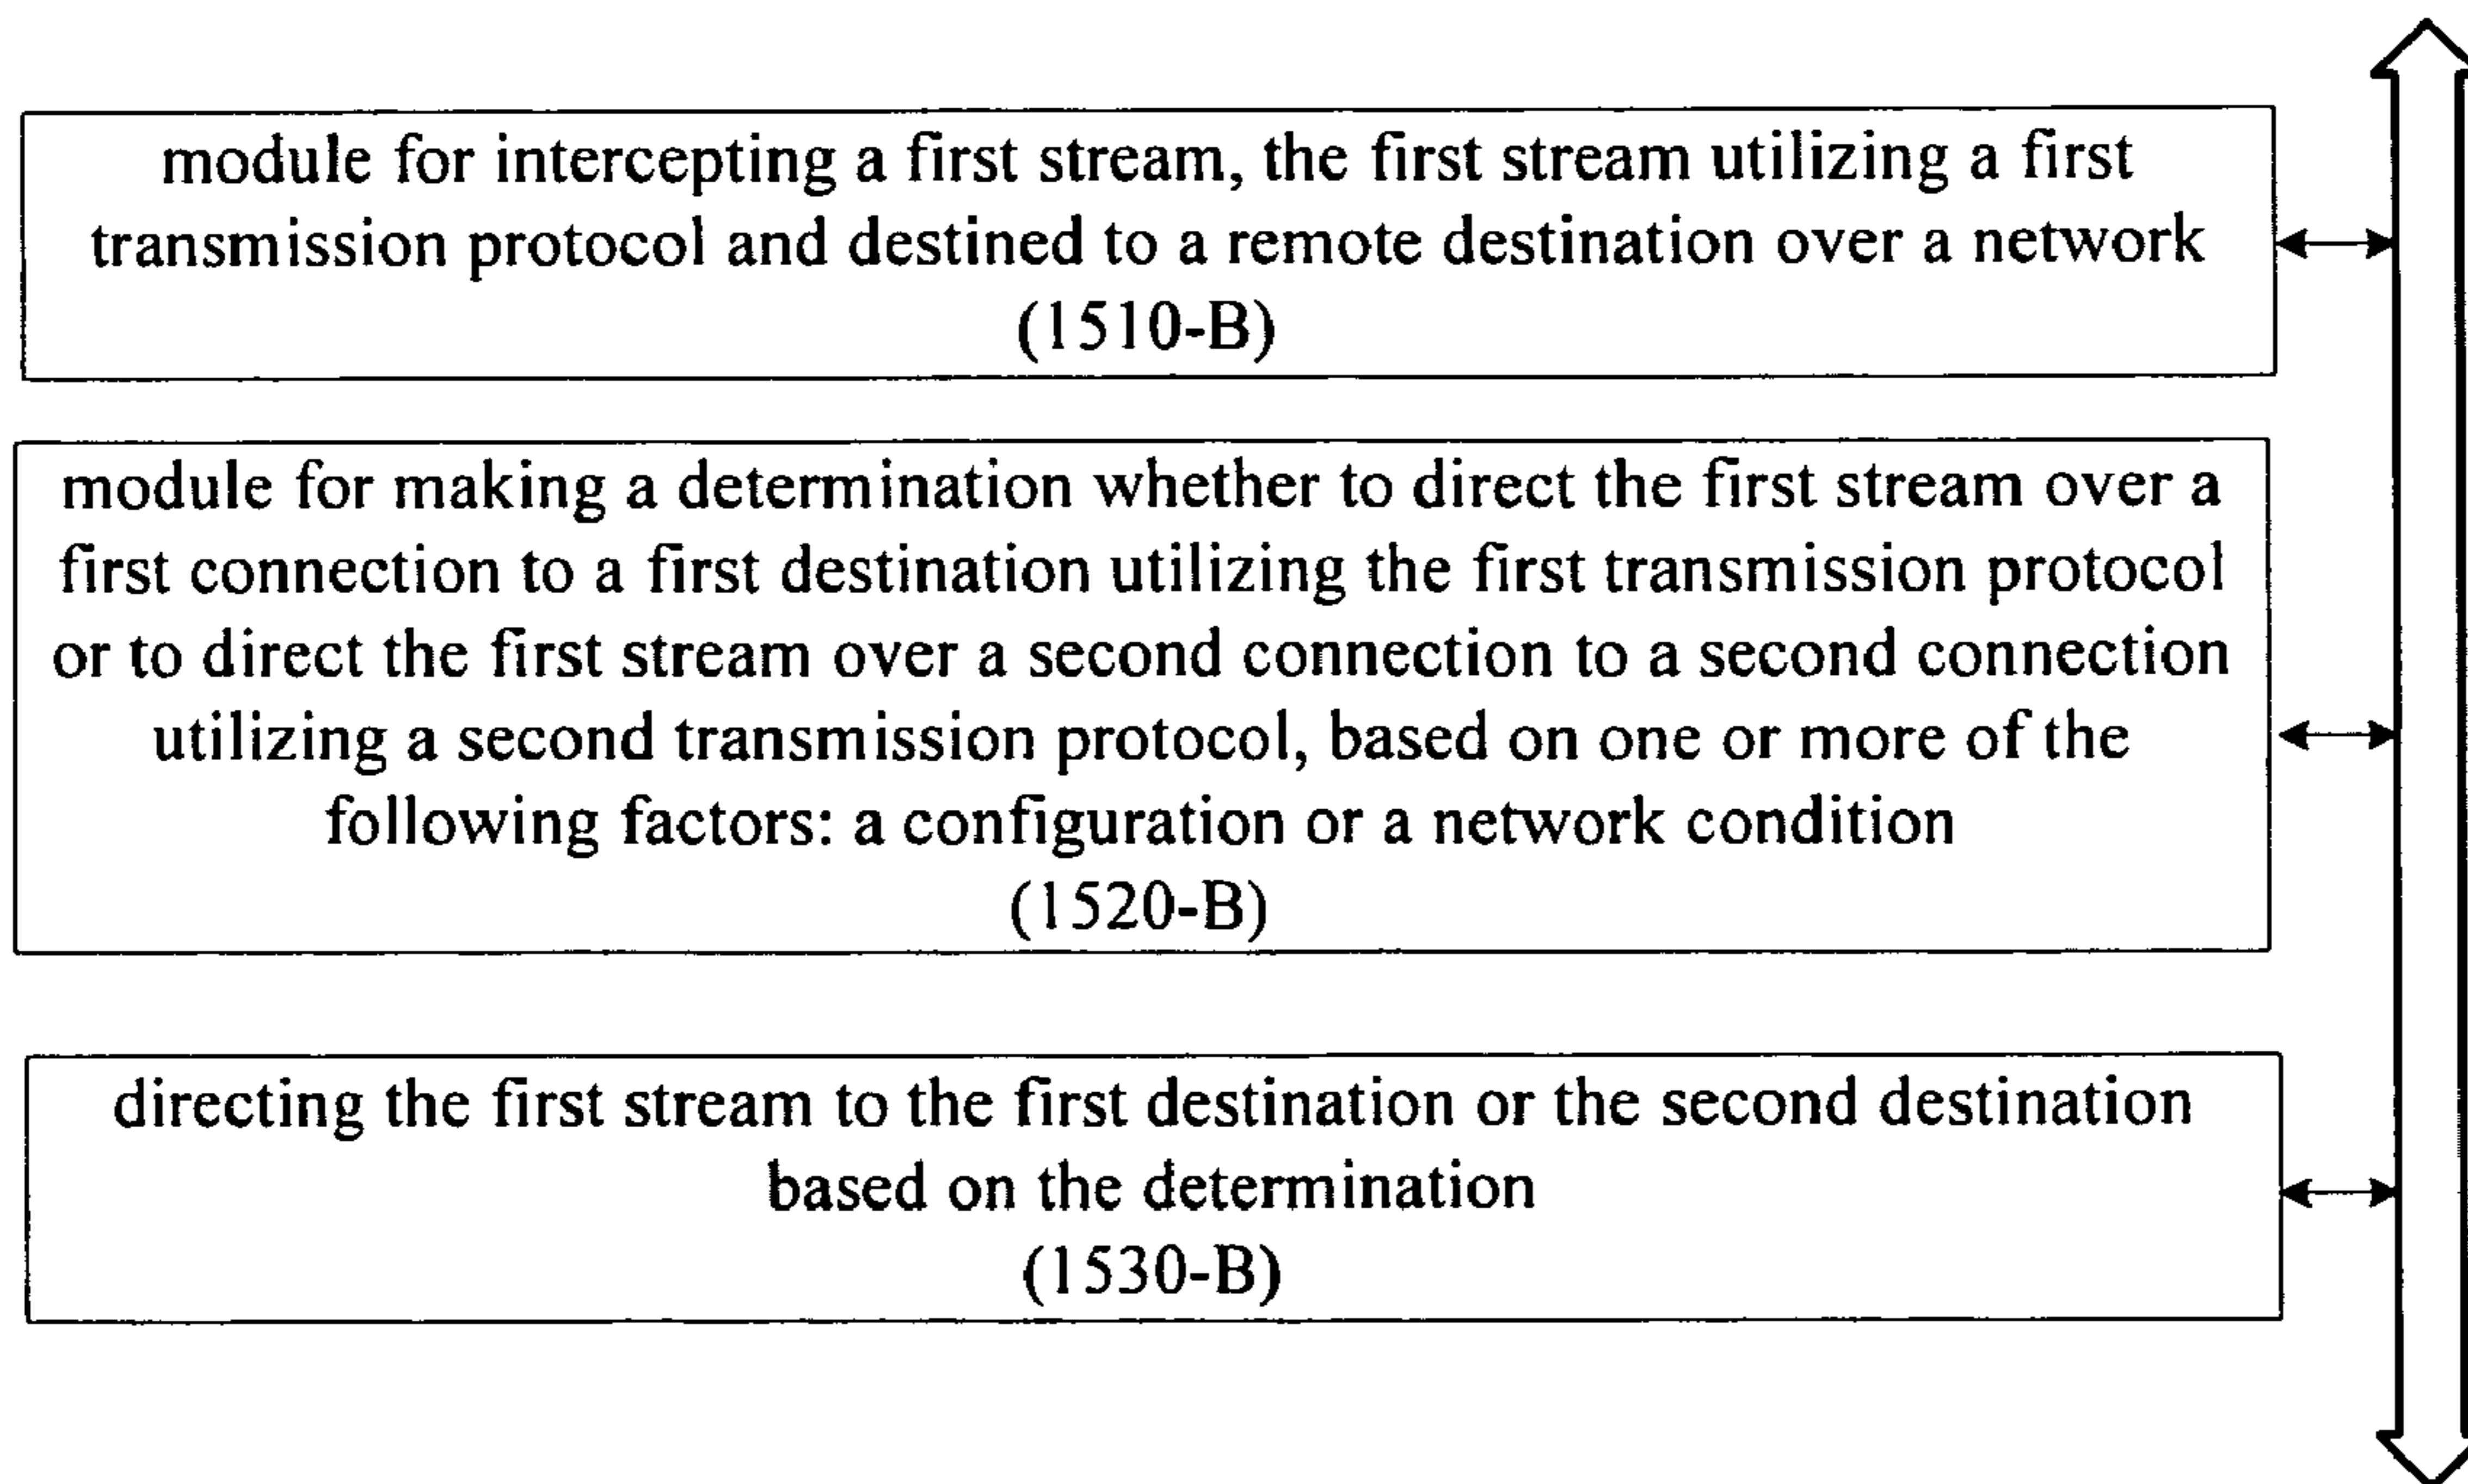 module for intercepting a first stream, the first stream utilizing a first
transmission protocol and destined to a remote destination over a network
(1510-B)
module for making a determination whether to direct the first stream over a
first connection to a first destination utilizing the first transmission protocol
or to direct the first stream over a second connection to a second connection
utilizing a second transmission protocol, based on one or more of the
following factors: a configuration or a network condition
(1520-B)
directing the first stream to the first destination or the second destination
based on the determination
(1530-B)